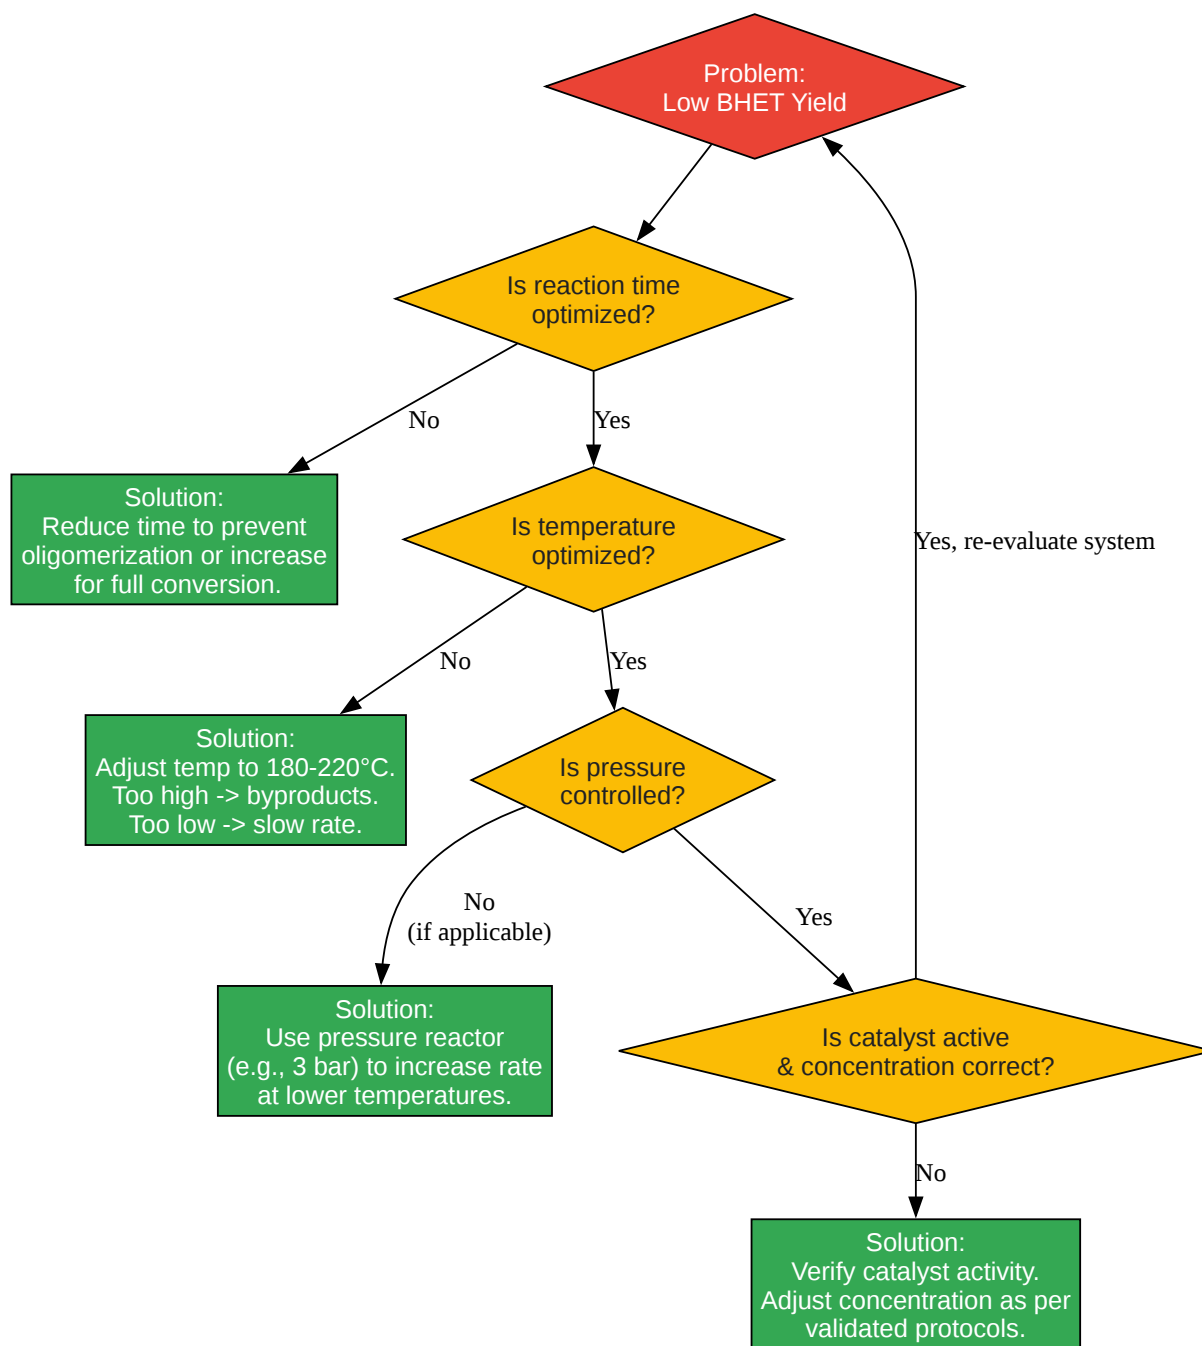 Problem:
Low BHET Yield
Is reaction time
optimized?
No
Yes
Solution:
Reduce time to prevent
oligomerization or increase
for full conversion.
Is temperature
optimized?
Yes, re-evaluate system
No
Yes
Solution:
Adjust temp to 180-220°C.
Too high -> byproducts.
Too low -> slow rate.
Is pressure
controlled?
No
(if applicable)
Yes
Solution:
Use pressure reactor
(e.g., 3 bar) to increase rate
at lower temperatures.
Is catalyst active
& concentration correct?
No
Solution:
Verify catalyst activity.
Adjust concentration as per
validated protocols.